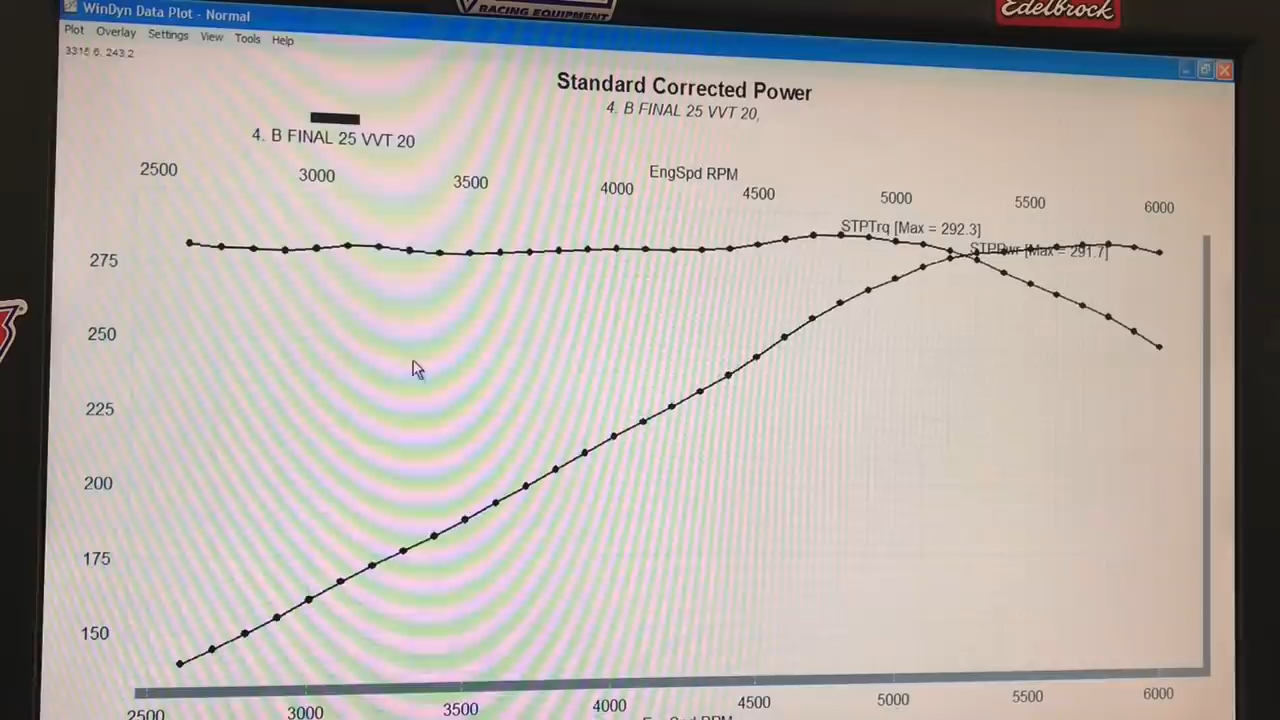 RACING EQUIPMENT
Edelbrock
WinDyn Data Plot - Normal
Plot Overlay Settings View Tools Help
3315.6, 243.2
Standard Corrected Power
4. B FINAL 25 VVT 20,
4. B FINAL 25 VVT 20
EngSpd RPM
2500 3000 3500 4000 4500 5000 5500 6000
STPTrq [Max = 292.3]
STPPwr [Max = 291.7]
275
250
225
200
175
150
2500 3000 3500 4000 4500 5000 5500 6000
EngSpd RPM